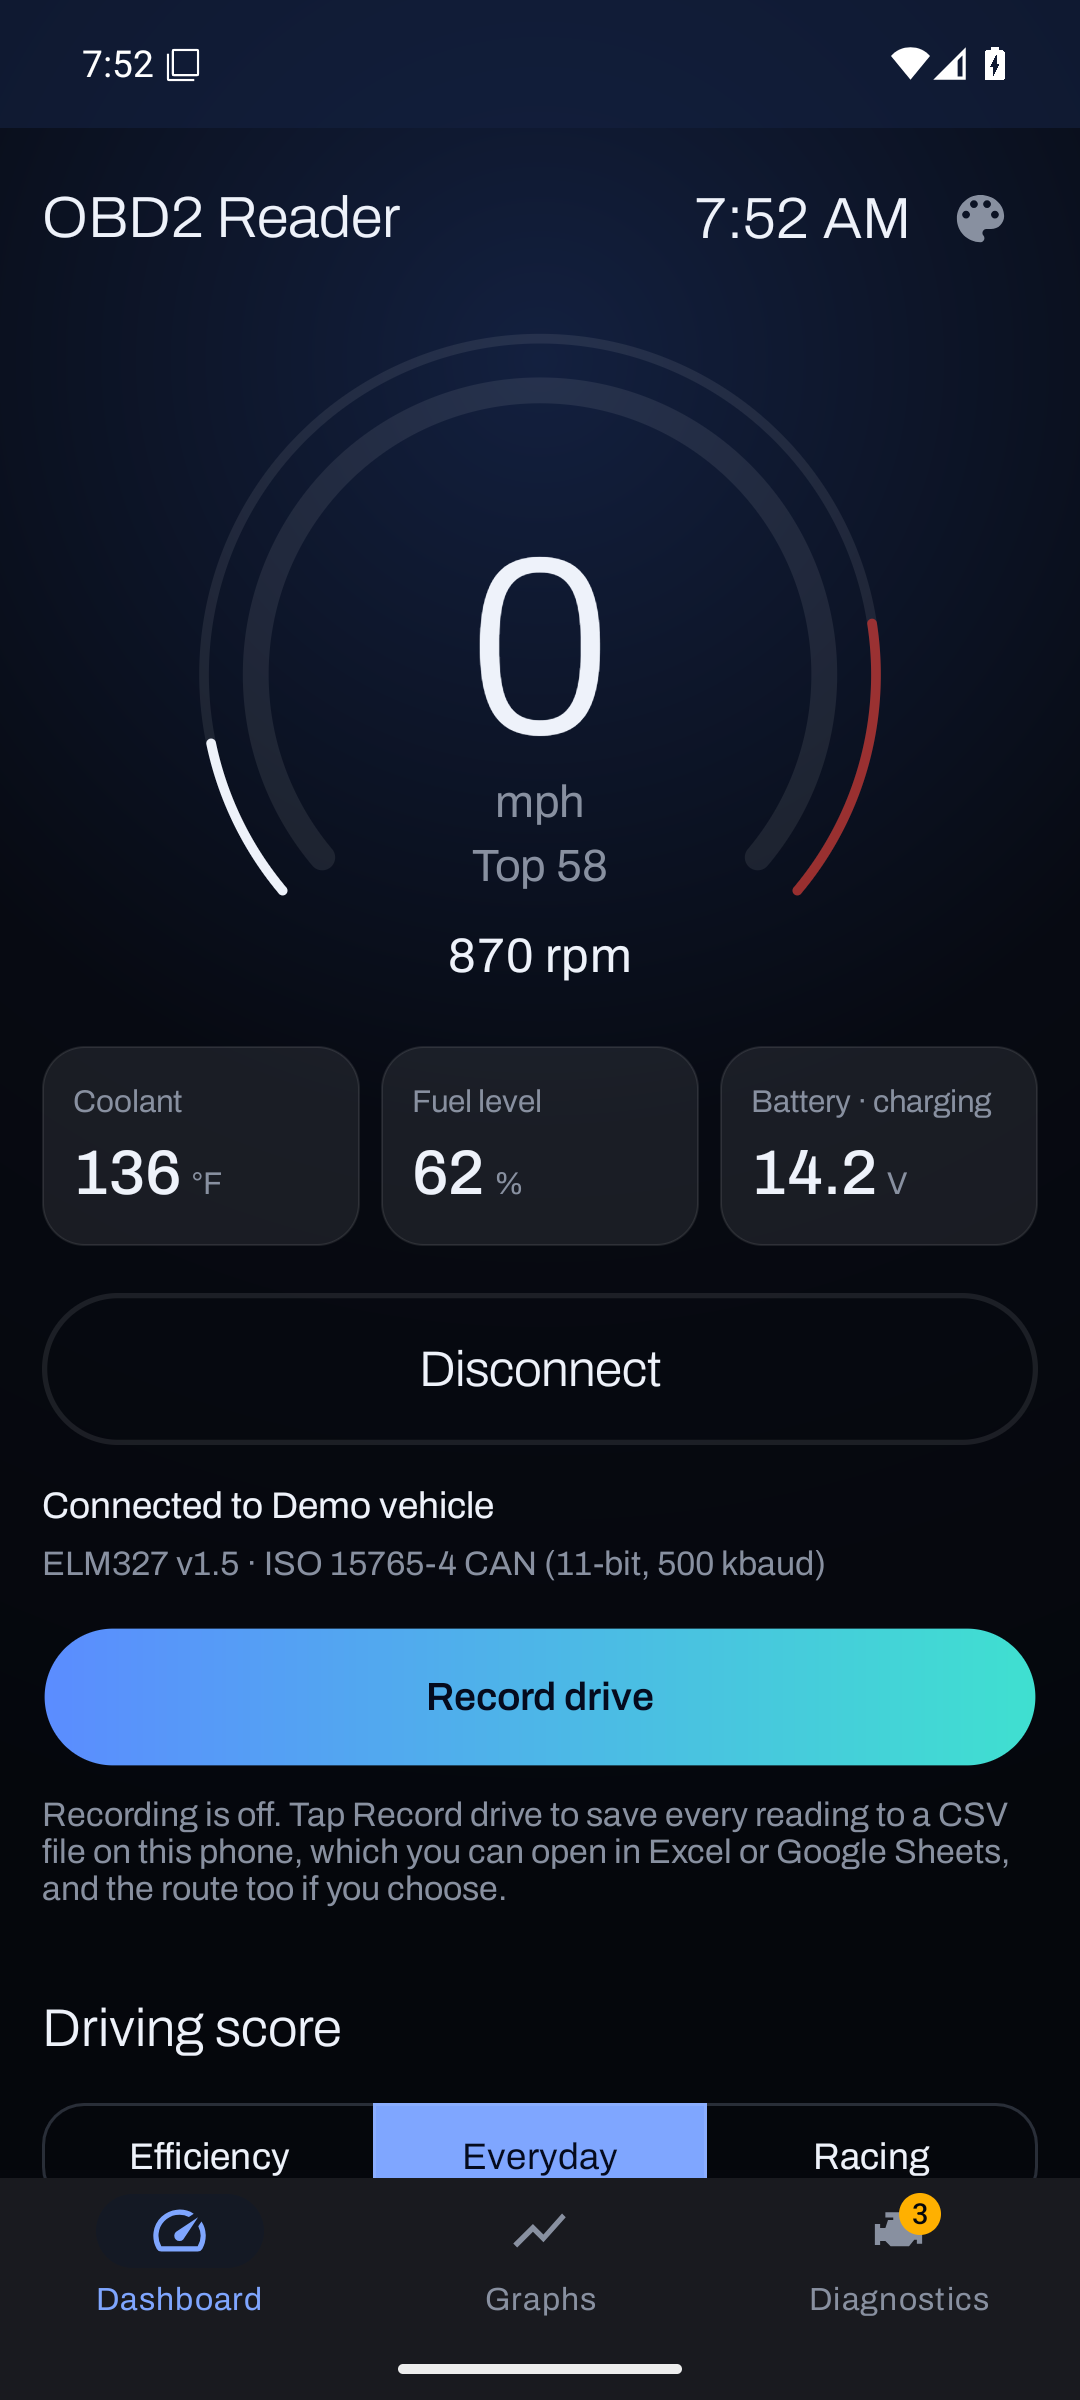 7:52
OBD2 Reader
7:52 AM
0
mph
Top 58
870 rpm
Coolant
136 °F
Fuel level
62 %
Battery · charging
14.2 V
Disconnect
Connected to Demo vehicle
ELM327 v1.5 · ISO 15765-4 CAN (11-bit, 500 kbaud)
Record drive
Recording is off. Tap Record drive to save every reading to a CSV
file on this phone, which you can open in Excel or Google Sheets,
and the route too if you choose.
Driving score
Efficiency
Everyday
Racing
3
Dashboard
Graphs
Diagnostics